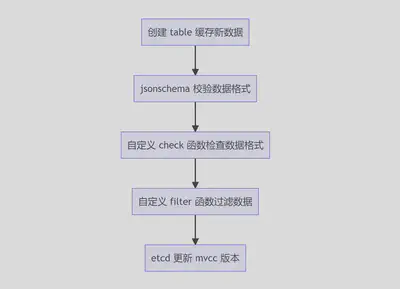 创建 table 缓存新数据
jsonschema 校验数据格式
自定义 check 函数检查数据格式
自定义 filter 函数过滤数据
etcd 更新 mvcc 版本